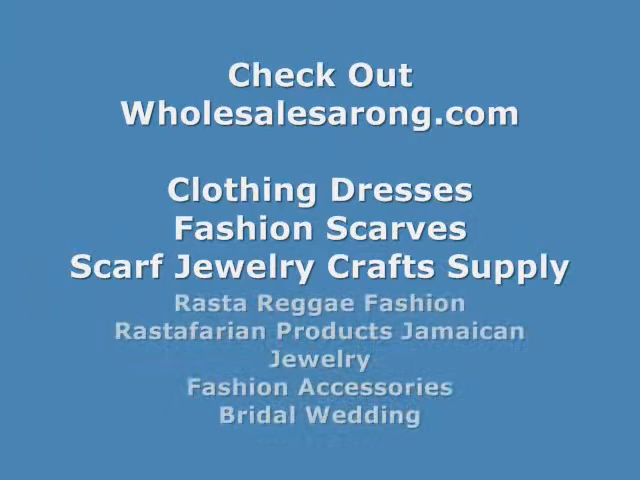 Check Out
Wholesalesarong.com
Clothing Dresses
Fashion Scarves
Scarf Jewelry Crafts Supply
Rasta Reggae Fashion
Rastafarian Products Jamaican
Jewelry
Fashion Accessories
Bridal Wedding